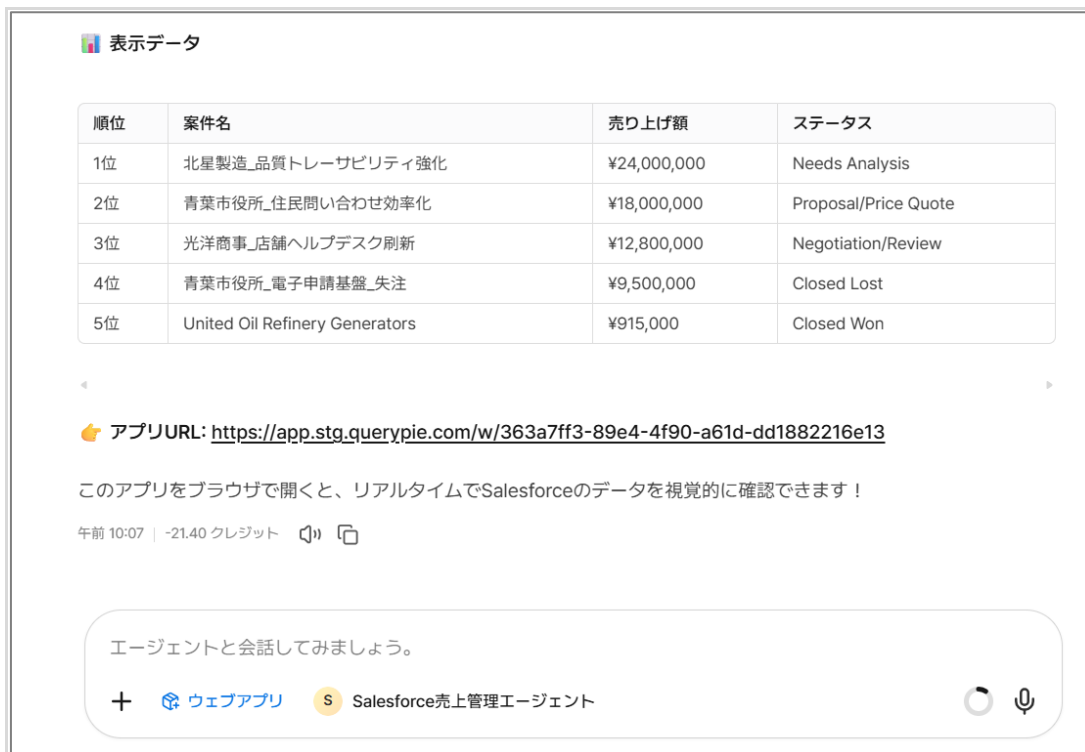 📊 表示データ
順位 案件名 売り上げ額 ステータス
1位 北星製造_品質トレーサビリティ強化 ¥24,000,000 Needs Analysis
2位 青葉市役所_住民問い合わせ効率化 ¥18,000,000 Proposal/Price Quote
3位 光洋商事_店舗ヘルプデスク刷新 ¥12,800,000 Negotiation/Review
4位 青葉市役所_電子申請基盤_失注 ¥9,500,000 Closed Lost
5位 United Oil Refinery Generators ¥915,000 Closed Won
👉 アプリURL: https://app.stg.querypie.com/w/363a7ff3-89e4-4f90-a61d-dd1882216e13
このアプリをブラウザで開くと、リアルタイムでSalesforceのデータを視覚的に確認できます！
午前 10:07 | -21.40 クレジット
エージェントと会話してみましょう。
ウェブアプリ S Salesforce売上管理エージェント